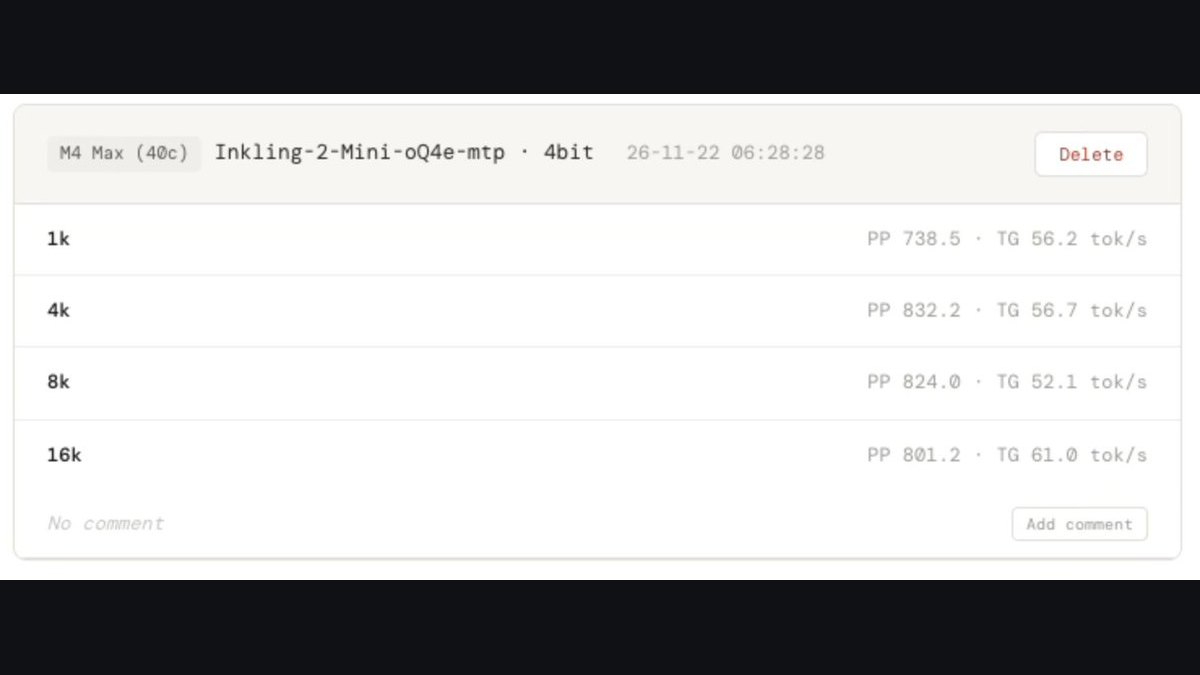 M4 Max (40c) Inkling-2-Mini-oQ4e-mtp · 4bit 26-11-22 06:28:28 Delete
1k PP 738.5 · TG 56.2 tok/s
4k PP 832.2 · TG 56.7 tok/s
8k PP 824.0 · TG 52.1 tok/s
16k PP 801.2 · TG 61.0 tok/s
No comment Add comment